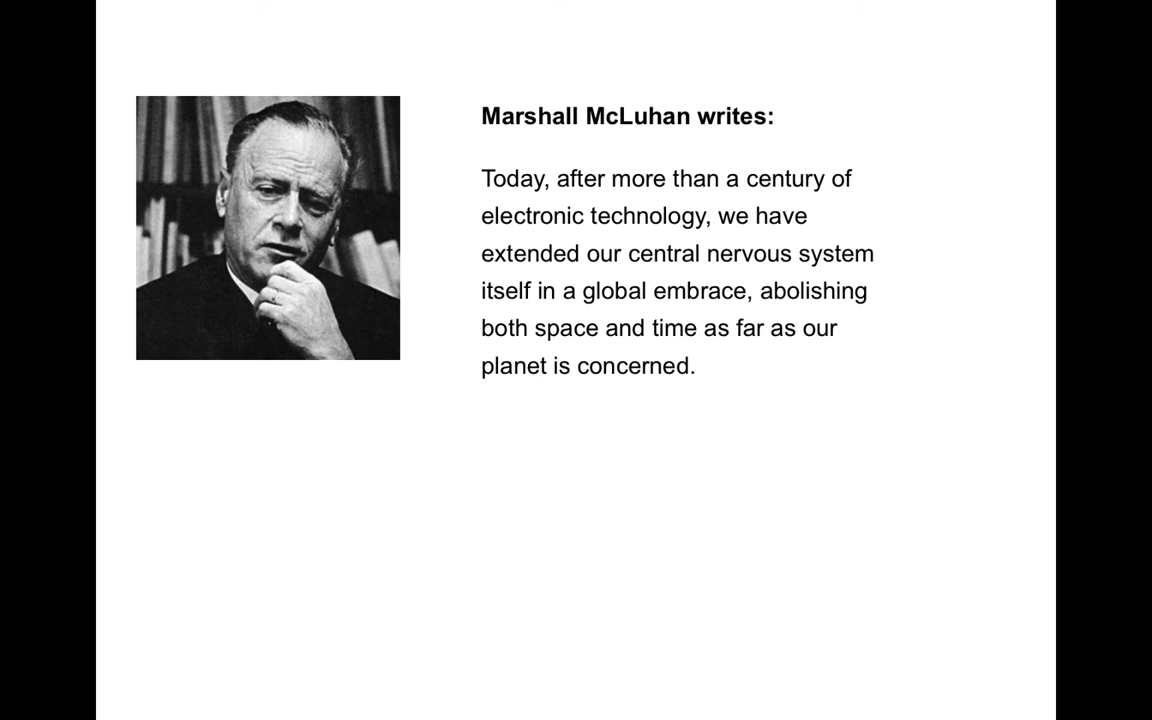 Marshall McLuhan writes:
Today, after more than a century of
electronic technology, we have
extended our central nervous system
itself in a global embrace, abolishing
both space and time as far as our
planet is concerned.